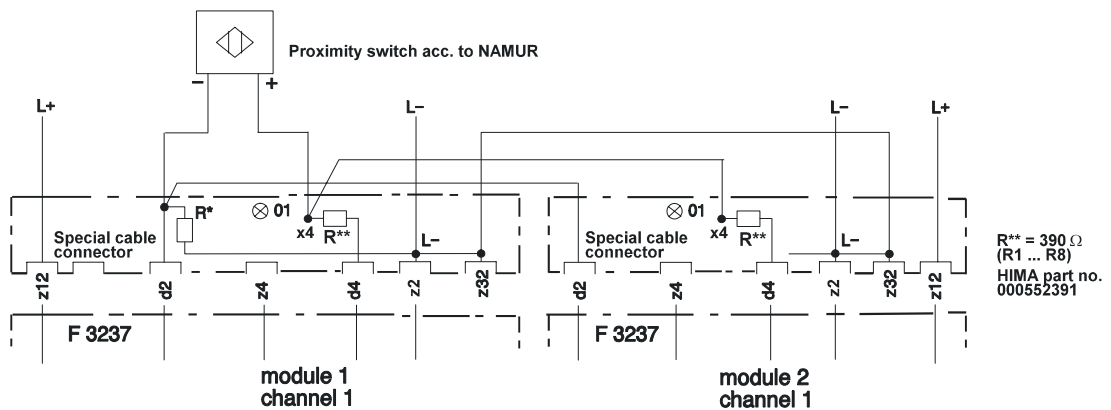 Proximity switch acc. to NAMUR
− +
L+ L− L− L+
R* 01 x4 R** 01 x4 R**
Special cable
connector
L−
Special cable
connector
L−
R** = 390 Ω
(R1 ... R8)
HIMA part no.
000552391
z12 d2 z4 d4 z2 z32 d2 z4 d4 z2 z32 z12
F 3237 F 3237
module 1
channel 1
module 2
channel 1